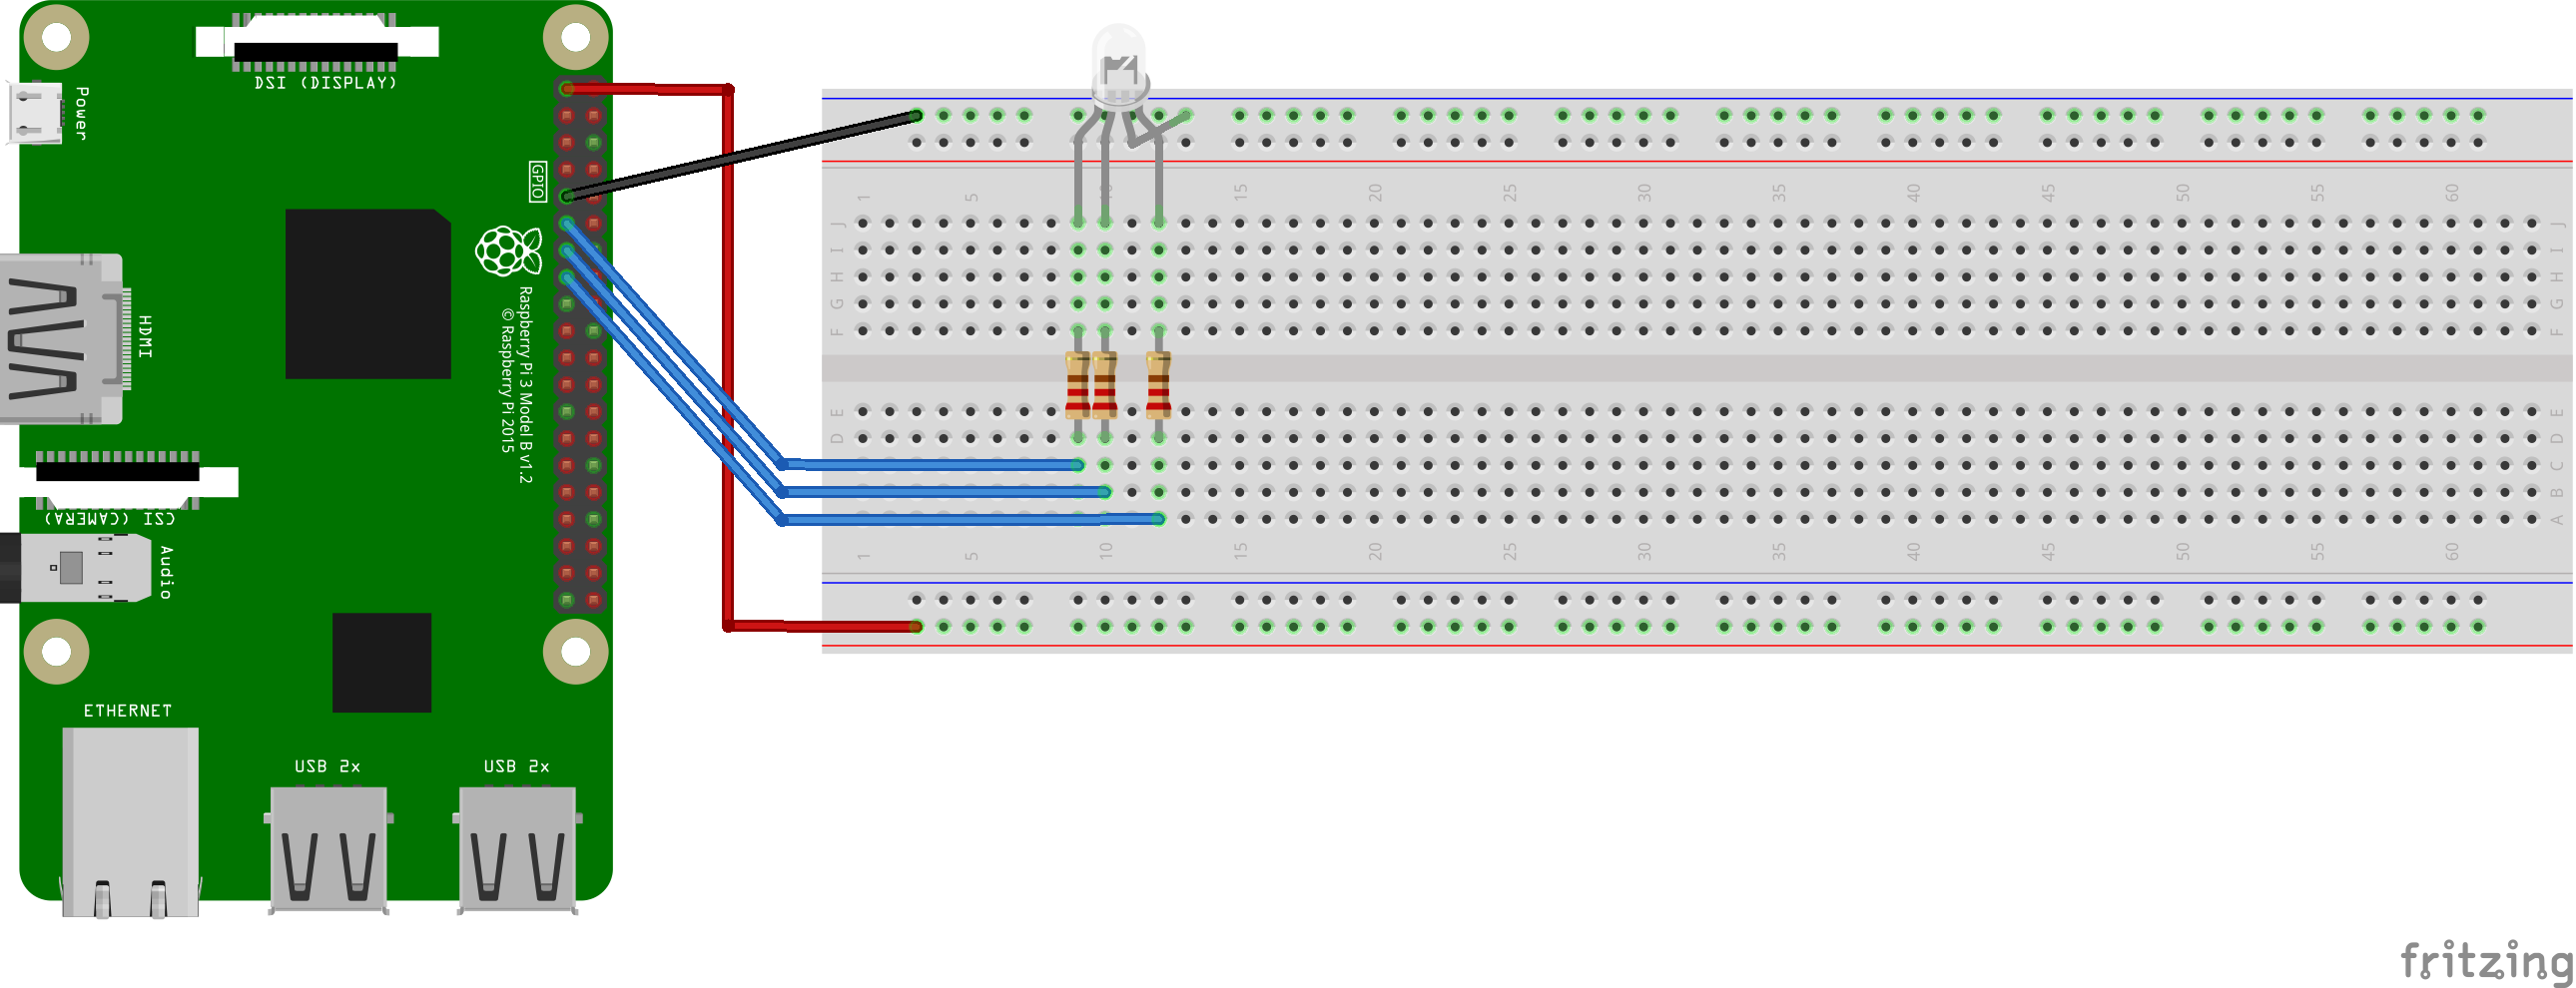 DSI (DISPLAY)
Power
GPIO
HDMI
Raspberry Pi 3 Model B v1.2
© Raspberry Pi 2015
CSI (CAMERA)
Audio
ETHERNET
USB 2x
USB 2x
1 5 15 20 25 30 35 40 45 50 55 60
J J
I I
H H
G G
F F
E E
D D
C
B
A
1 5 10 15 20 25 30 35 40 45 50 55 60
fritzing